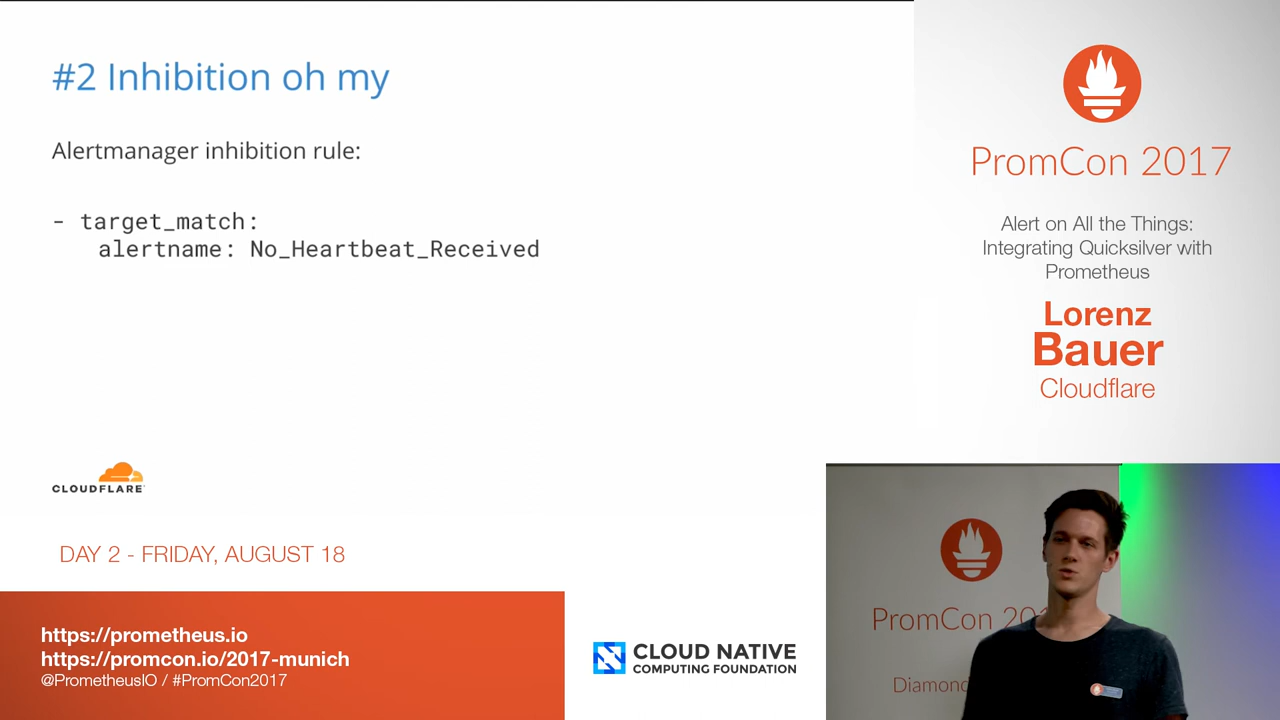 #2 Inhibition oh my
Alertmanager inhibition rule:
- target_match:
alertname: No_Heartbeat_Received
CLOUDFLARE
DAY 2 - FRIDAY, AUGUST 18
https://prometheus.io
https://promcon.io/2017-munich
@PrometheusIO / #PromCon2017
CLOUD NATIVE
COMPUTING FOUNDATION
PromCon 2017
Alert on All the Things:
Integrating Quicksilver with
Prometheus
Lorenz
Bauer
Cloudflare
PromCon 20
Diamond